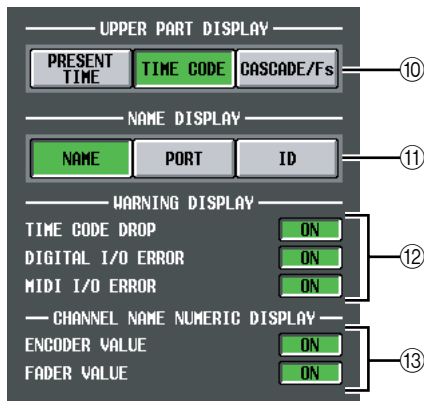 UPPER PART DISPLAY
PRESENT TIME
TIME CODE
CASCADE/Fs
⑩
NAME DISPLAY
NAME
PORT
ID
⑪
WARNING DISPLAY
TIME CODE DROP ON
DIGITAL I/O ERROR ON
MIDI I/O ERROR ON
⑫
CHANNEL NAME NUMERIC DISPLAY
ENCODER VALUE ON
FADER VALUE ON
⑬